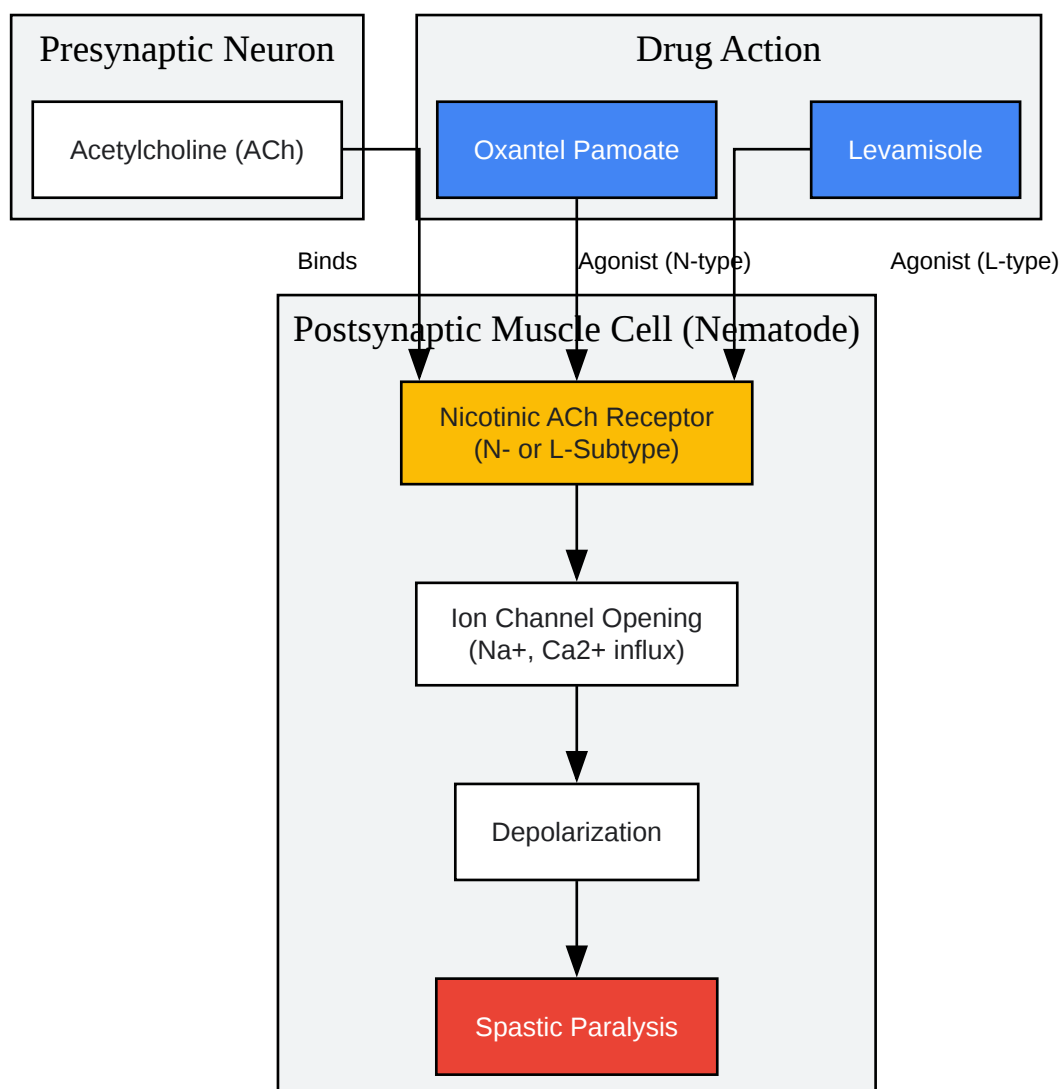 Presynaptic Neuron
Drug Action
Acetylcholine (ACh)
Oxantel Pamoate
Levamisole
Binds
Agonist (N-type)
Agonist (L-type)
Postsynaptic Muscle Cell (Nematode)
Nicotinic ACh Receptor
(N- or L-Subtype)
Ion Channel Opening
(Na+, Ca2+ influx)
Depolarization
Spastic Paralysis